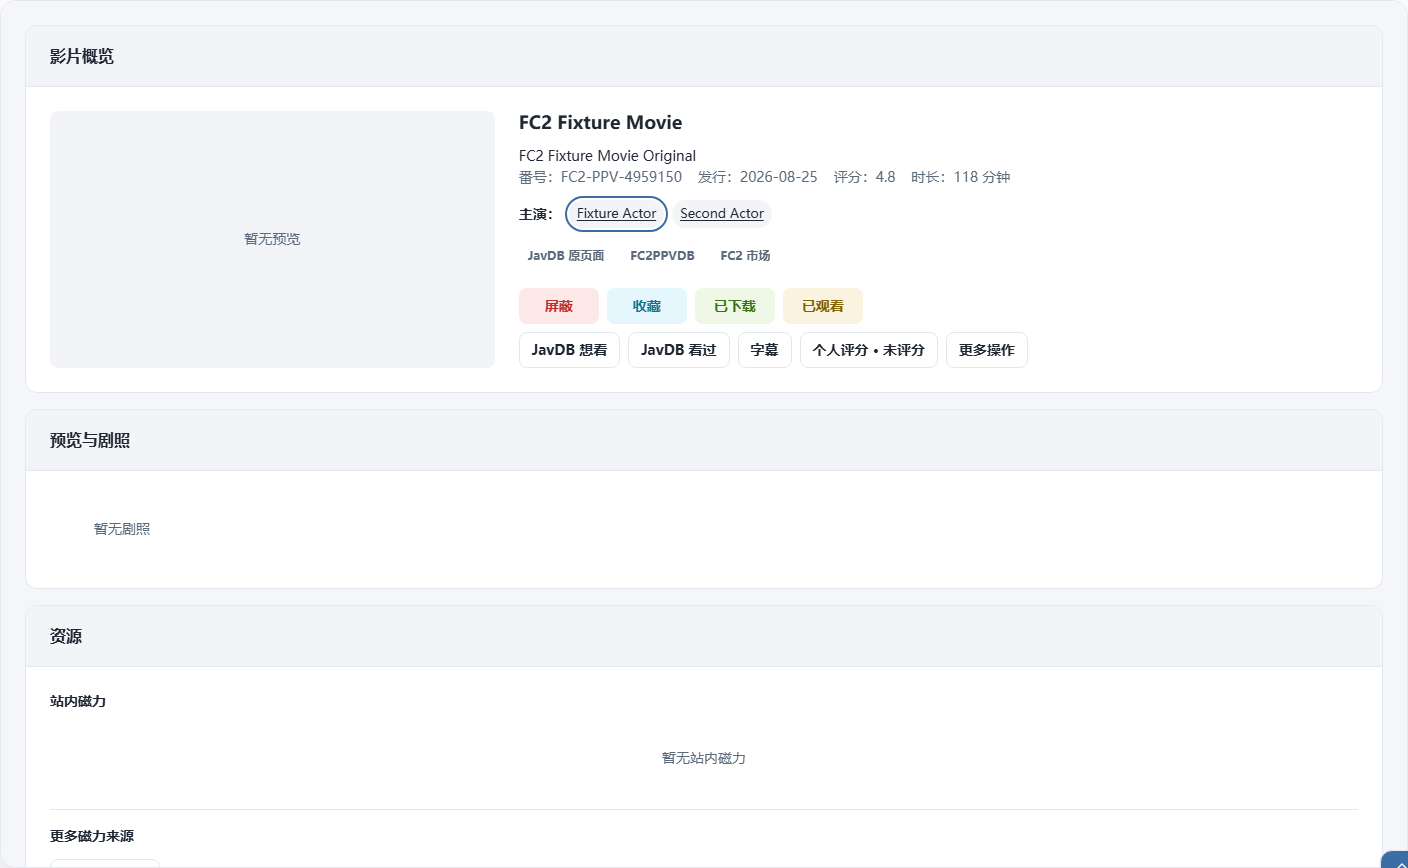 影片概览
暂无预览
FC2 Fixture Movie
FC2 Fixture Movie Original
番号：FC2-PPV-4959150 发行：2026-08-25 评分：4.8 时长：118 分钟
主演： Fixture Actor Second Actor
JavDB 原页面 FC2PPVDB FC2 市场
屏蔽 收藏 已下载 已观看
JavDB 想看 JavDB 看过 字幕 个人评分 • 未评分 更多操作
预览与剧照
暂无剧照
资源
站内磁力
暂无站内磁力
更多磁力来源